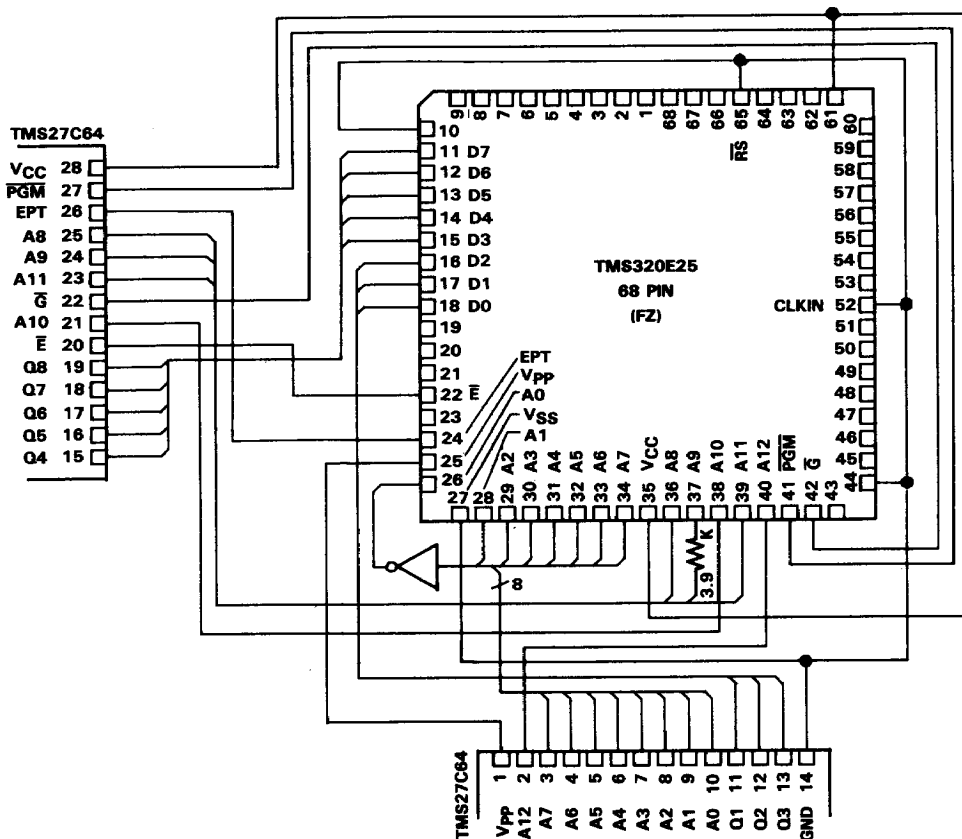 TMS27C64
VCC 28
PGM 27
EPT 26
A8 25
A9 24
A11 23
G 22
A10 21
E 20
Q8 19
Q7 18
Q6 17
Q5 16
Q4 15
9 8 7 6 5 4 3 2 1 68 67 66 65 64 63 62 61
RS
10
11 D7
12 D6
13 D5
14 D4
15 D3
16 D2
17 D1
18 D0
19
20
21
22 E
23
24
25
26
EPT
VPP
A0
VSS
A1
TMS320E25
68 PIN
(FZ)
60
59
58
57
56
55
54
53
CLKIN 52
51
50
49
48
47
46
45
44
27
28
29 A2
30 A3
31 A4
32 A5
33 A6
34 A7
35 VCC
36 A8
37 A9
38 A10
39 A11
40 A12
41 PGM
42 G
43
3.9 K
8
TMS27C64
1 VPP
2 A12
3 A7
4 A6
5 A5
6 A4
7 A3
8 A2
9 A1
10 A0
11 Q1
12 Q2
13 Q3
14 GND